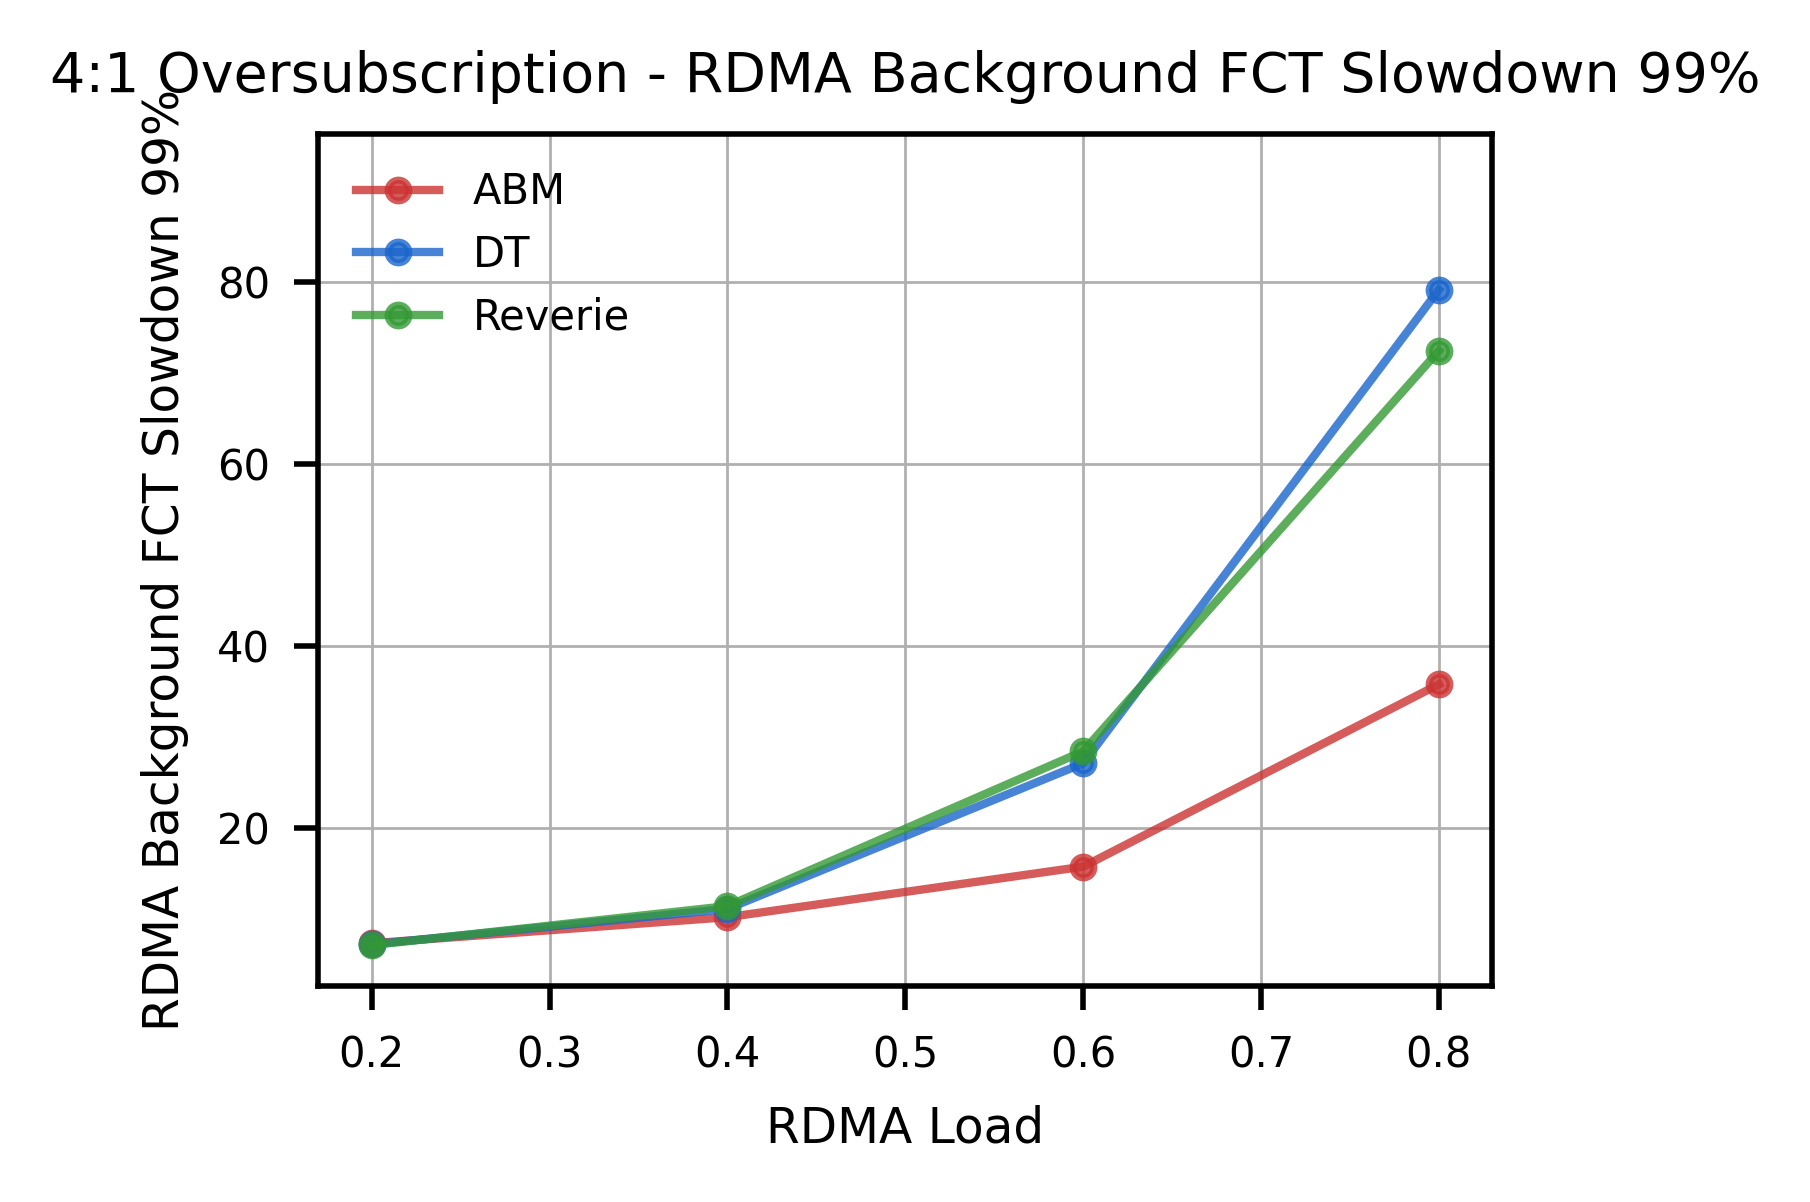 4:1 Oversubscription - RDMA Background FCT Slowdown 99%
RDMA Background FCT Slowdown 99%
ABM
DT
Reverie
80
60
40
20
0.2 0.3 0.4 0.5 0.6 0.7 0.8
RDMA Load